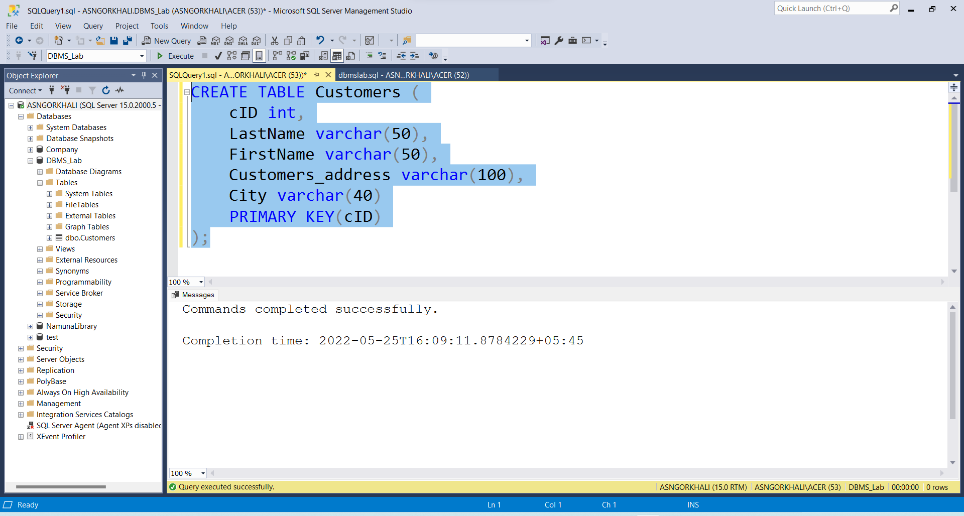 SQLQuery1.sql - ASNGORKHALI.DBMS_Lab (ASNGORKHALI\ACER (53))* - Microsoft SQL Server Management Studio
Quick Launch (Ctrl+Q)
File Edit View Query Project Tools Window Help
New Query
DBMS_Lab
Execute
Object Explorer
SQLQuery1.sql - A...ORKHALI\ACER (53))*
dbmslab.sql - ASN...RKHALI\ACER (52))
Connect
ASNGORKHALI (SQL Server 15.0.2000.5 -
Databases
System Databases
Database Snapshots
Company
DBMS_Lab
Database Diagrams
Tables
System Tables
FileTables
External Tables
Graph Tables
dbo.Customers
Views
External Resources
Synonyms
Programmability
Service Broker
Storage
Security
NamunaLibrary
test
Security
Server Objects
Replication
PolyBase
Always On High Availability
Management
Integration Services Catalogs
SQL Server Agent (Agent XPs disabled
XEvent Profiler
CREATE TABLE Customers (
cID int,
LastName varchar(50),
FirstName varchar(50),
Customers_address varchar(100),
City varchar(40)
PRIMARY KEY(cID)
);
100 %
Messages
Commands completed successfully.
Completion time: 2022-05-25T16:09:11.8784229+05:45
100 %
Query executed successfully.
ASNGORKHALI (15.0 RTM) ASNGORKHALI\ACER (53) DBMS_Lab 00:00:00 0 rows
Ready Ln 1 Col 1 Ch 1 INS